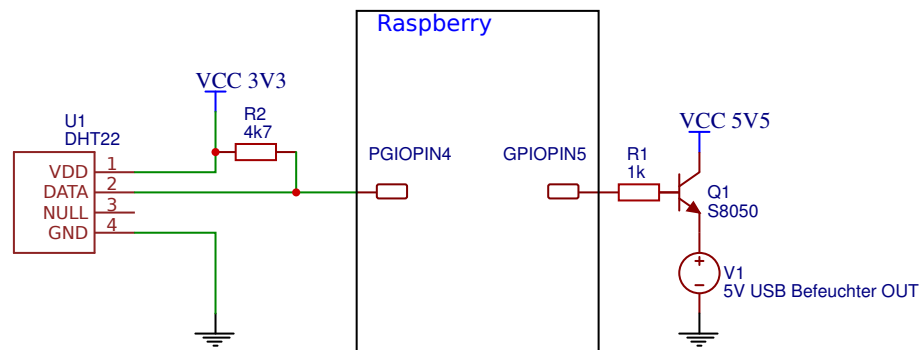 Raspberry
VCC 3V3
U1
DHT22
R2
4k7
VDD 1
DATA 2
NULL 3
GND 4
PGIOPIN4
GPIOPIN5
R1
1k
VCC 5V5
Q1
S8050
+
−
V1
5V USB Befeuchter OUT